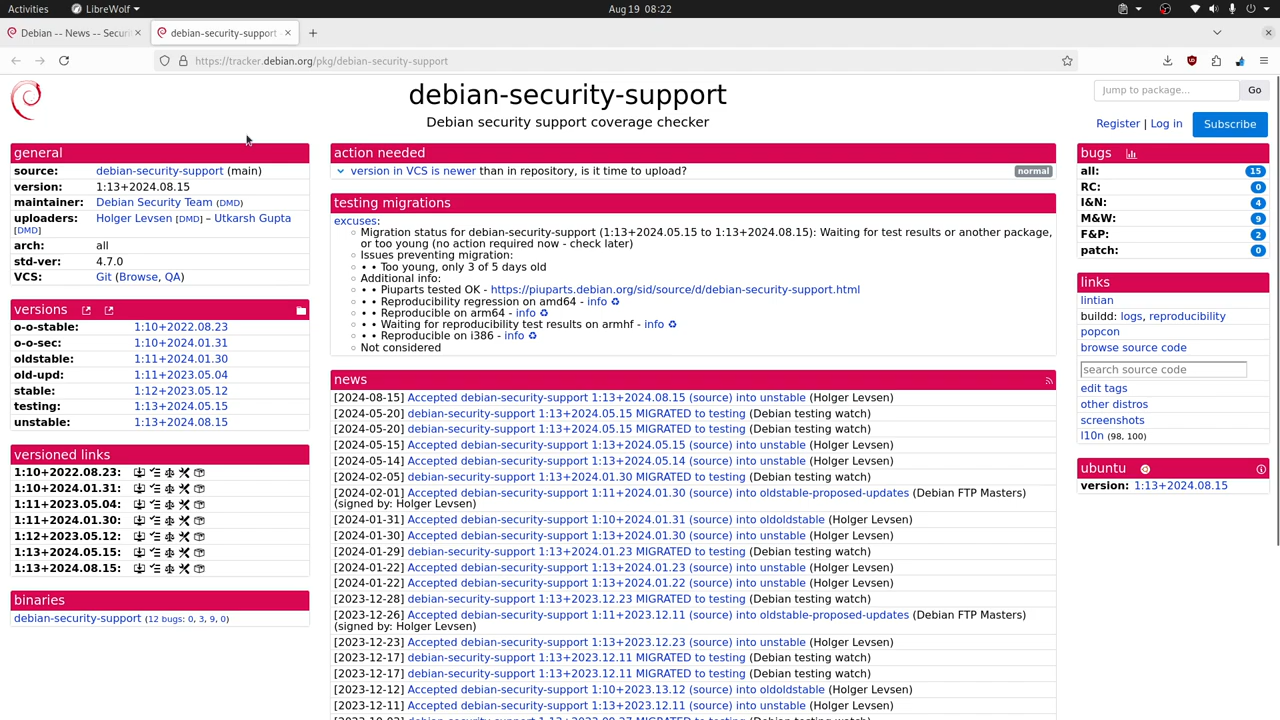 Activities
LibreWolf
Aug 19 08:22
Debian -- News -- Securi
debian-security-support
https://tracker.debian.org/pkg/debian-security-support
debian-security-support
Debian security support coverage checker
Jump to package...
Go
Register | Log in
Subscribe
general
source: debian-security-support (main)
version: 1:13+2024.08.15
maintainer: Debian Security Team (DMD)
uploaders: Holger Levsen [DMD] – Utkarsh Gupta
[DMD]
arch: all
std-ver: 4.7.0
VCS: Git (Browse, QA)
versions
o-o-stable: 1:10+2022.08.23
o-o-sec: 1:10+2024.01.31
oldstable: 1:11+2024.01.30
old-upd: 1:11+2023.05.04
stable: 1:12+2023.05.12
testing: 1:13+2024.05.15
unstable: 1:13+2024.08.15
versioned links
1:10+2022.08.23:
1:10+2024.01.31:
1:11+2023.05.04:
1:11+2024.01.30:
1:12+2023.05.12:
1:13+2024.05.15:
1:13+2024.08.15:
binaries
debian-security-support (12 bugs: 0, 3, 9, 0)
action needed
version in VCS is newer than in repository, is it time to upload?
normal
testing migrations
excuses:
Migration status for debian-security-support (1:13+2024.05.15 to 1:13+2024.08.15): Waiting for test results or another package,
or too young (no action required now - check later)
Issues preventing migration:
• • Too young, only 3 of 5 days old
Additional info:
• • Piuparts tested OK - https://piuparts.debian.org/sid/source/d/debian-security-support.html
• • Reproducibility regression on amd64 - info ♻
• • Reproducible on arm64 - info ♻
• • Waiting for reproducibility test results on armhf - info ♻
• • Reproducible on i386 - info ♻
Not considered
news
[2024-08-15] Accepted debian-security-support 1:13+2024.08.15 (source) into unstable (Holger Levsen)
[2024-05-20] debian-security-support 1:13+2024.05.15 MIGRATED to testing (Debian testing watch)
[2024-05-20] debian-security-support 1:13+2024.05.15 MIGRATED to testing (Debian testing watch)
[2024-05-15] Accepted debian-security-support 1:13+2024.05.15 (source) into unstable (Holger Levsen)
[2024-05-14] Accepted debian-security-support 1:13+2024.05.14 (source) into unstable (Holger Levsen)
[2024-02-05] debian-security-support 1:13+2024.01.30 MIGRATED to testing (Debian testing watch)
[2024-02-01] Accepted debian-security-support 1:11+2024.01.30 (source) into oldstable-proposed-updates (Debian FTP Masters)
(signed by: Holger Levsen)
[2024-01-31] Accepted debian-security-support 1:10+2024.01.31 (source) into oldoldstable (Holger Levsen)
[2024-01-30] Accepted debian-security-support 1:13+2024.01.30 (source) into unstable (Holger Levsen)
[2024-01-29] debian-security-support 1:13+2024.01.23 MIGRATED to testing (Debian testing watch)
[2024-01-22] Accepted debian-security-support 1:13+2024.01.23 (source) into unstable (Holger Levsen)
[2024-01-22] Accepted debian-security-support 1:13+2024.01.22 (source) into unstable (Holger Levsen)
[2023-12-28] debian-security-support 1:13+2023.12.23 MIGRATED to testing (Debian testing watch)
[2023-12-26] Accepted debian-security-support 1:11+2023.12.11 (source) into oldstable-proposed-updates (Debian FTP Masters)
(signed by: Holger Levsen)
[2023-12-23] Accepted debian-security-support 1:13+2023.12.23 (source) into unstable (Holger Levsen)
[2023-12-17] debian-security-support 1:13+2023.12.11 MIGRATED to testing (Debian testing watch)
[2023-12-17] debian-security-support 1:13+2023.12.11 MIGRATED to testing (Debian testing watch)
[2023-12-12] Accepted debian-security-support 1:10+2023.13.12 (source) into oldoldstable (Holger Levsen)
[2023-12-11] Accepted debian-security-support 1:13+2023.12.11 (source) into unstable (Holger Levsen)
bugs
all: 15
RC: 0
I&N: 4
M&W: 9
F&P: 2
patch: 0
links
lintian
buildd: logs, reproducibility
popcon
browse source code
search source code
edit tags
other distros
screenshots
l10n (98, 100)
ubuntu
version: 1:13+2024.08.15